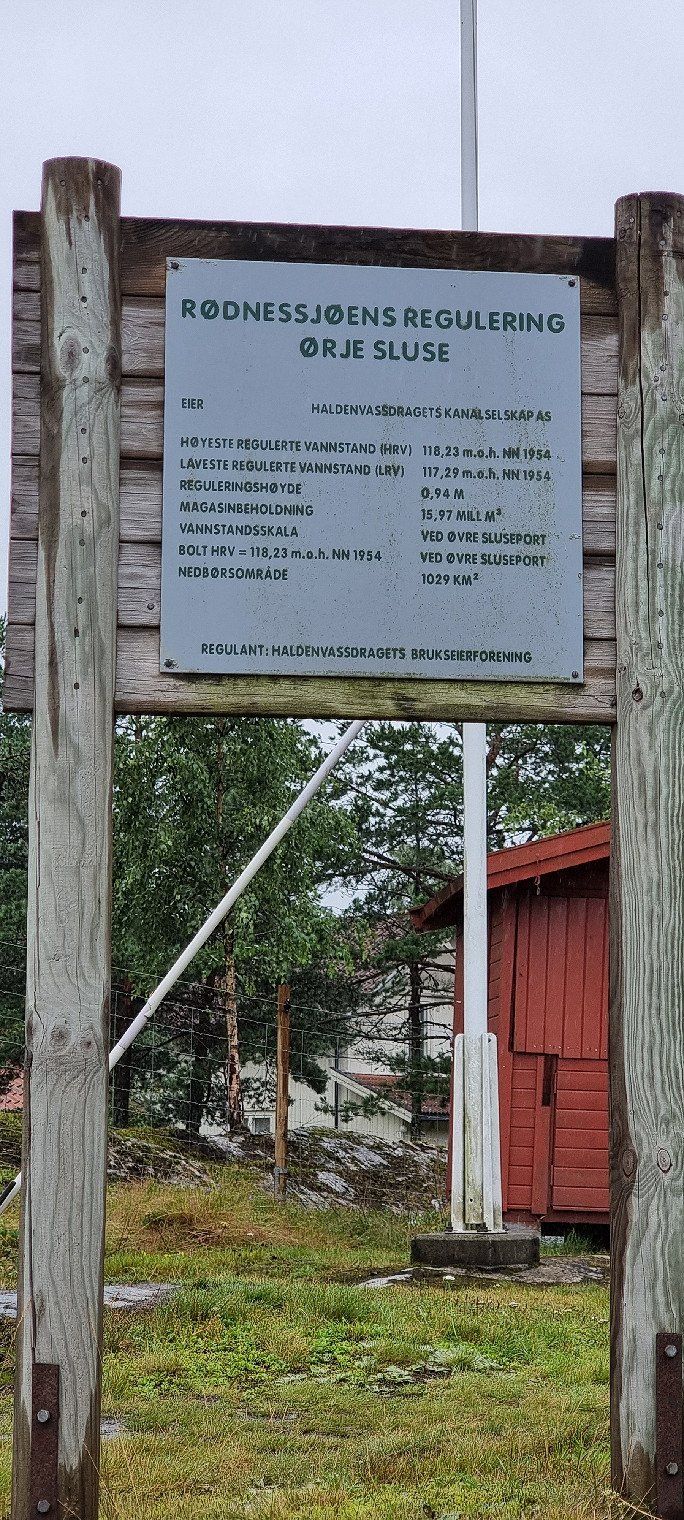 RØDNESSJØENS REGULERING
ØRJE SLUSE
EIER HALDENVASSDRAGETS KANALSELSKAP AS
HØYESTE REGULERTE VANNSTAND (HRV) 118,23 m.o.h. NN 1954
LAVESTE REGULERTE VANNSTAND (LRV) 117,29 m.o.h. NN 1954
REGULERINGSHØYDE 0,94 M
MAGASINBEHOLDNING 15,97 MILL M³
VANNSTANDSSKALA VED ØVRE SLUSEPORT
BOLT HRV = 118,23 m.o.h. NN 1954 VED ØVRE SLUSEPORT
NEDBØRSOMRÅDE 1029 KM²
REGULANT: HALDENVASSDRAGETS BRUKSEIERFORENING